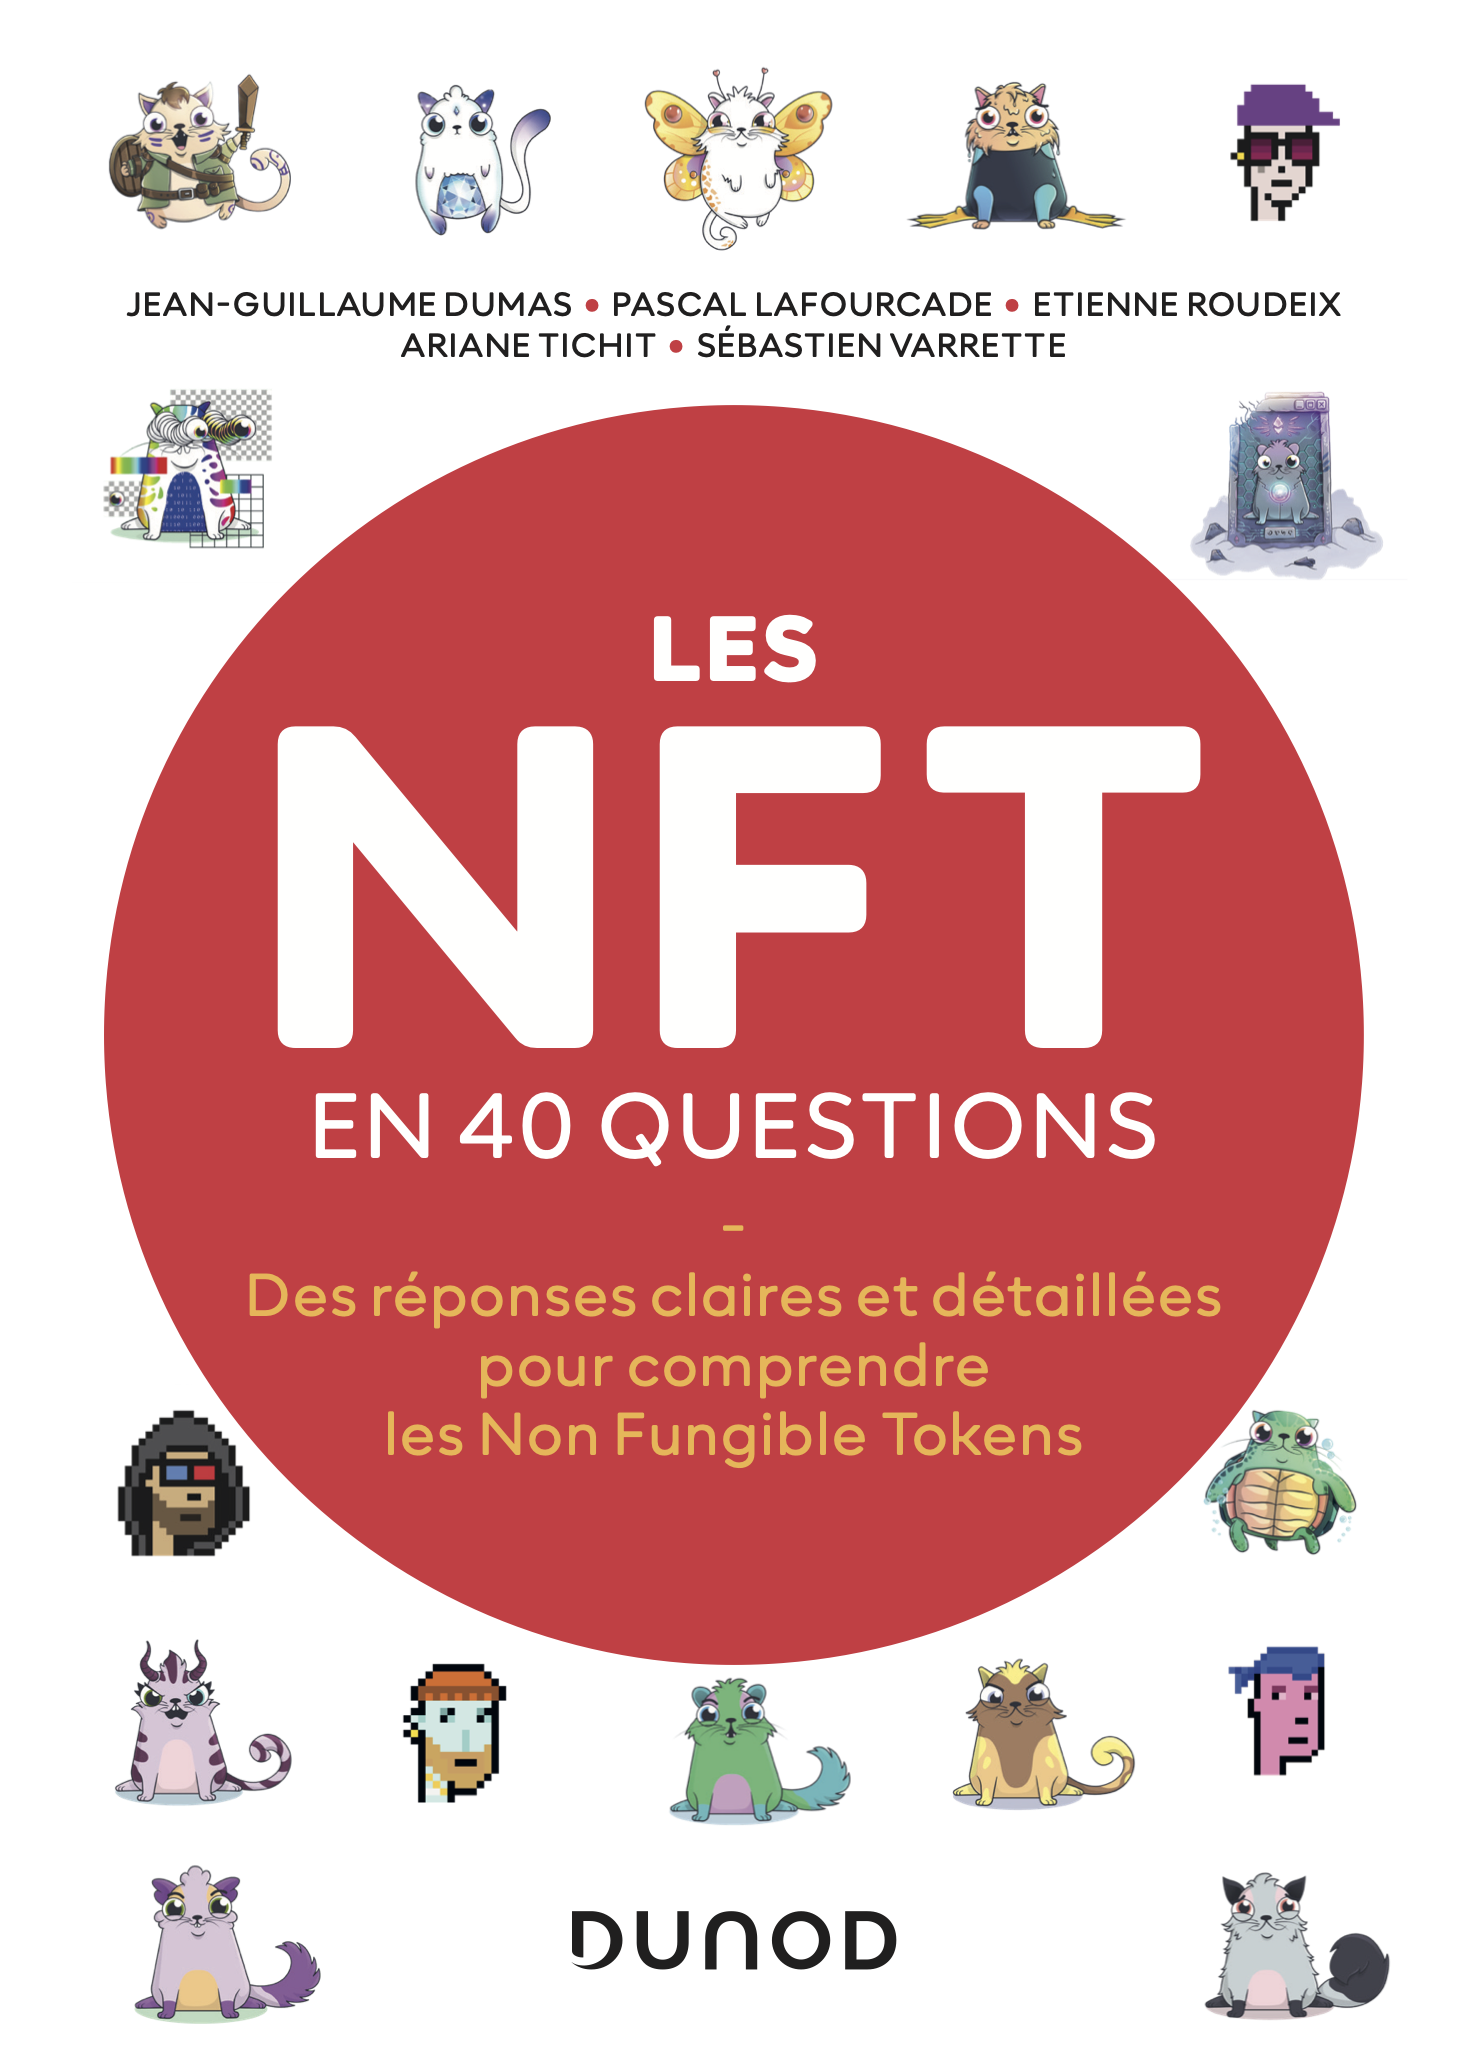 JEAN-GUILLAUME DUMAS • PASCAL LAFOURCADE • ETIENNE ROUDEIX
ARIANE TICHIT • SÉBASTIEN VARRETTE
LES
NFT
EN 40 QUESTIONS
-
Des réponses claires et détaillées
pour comprendre
les Non Fungible Tokens
DUNOD